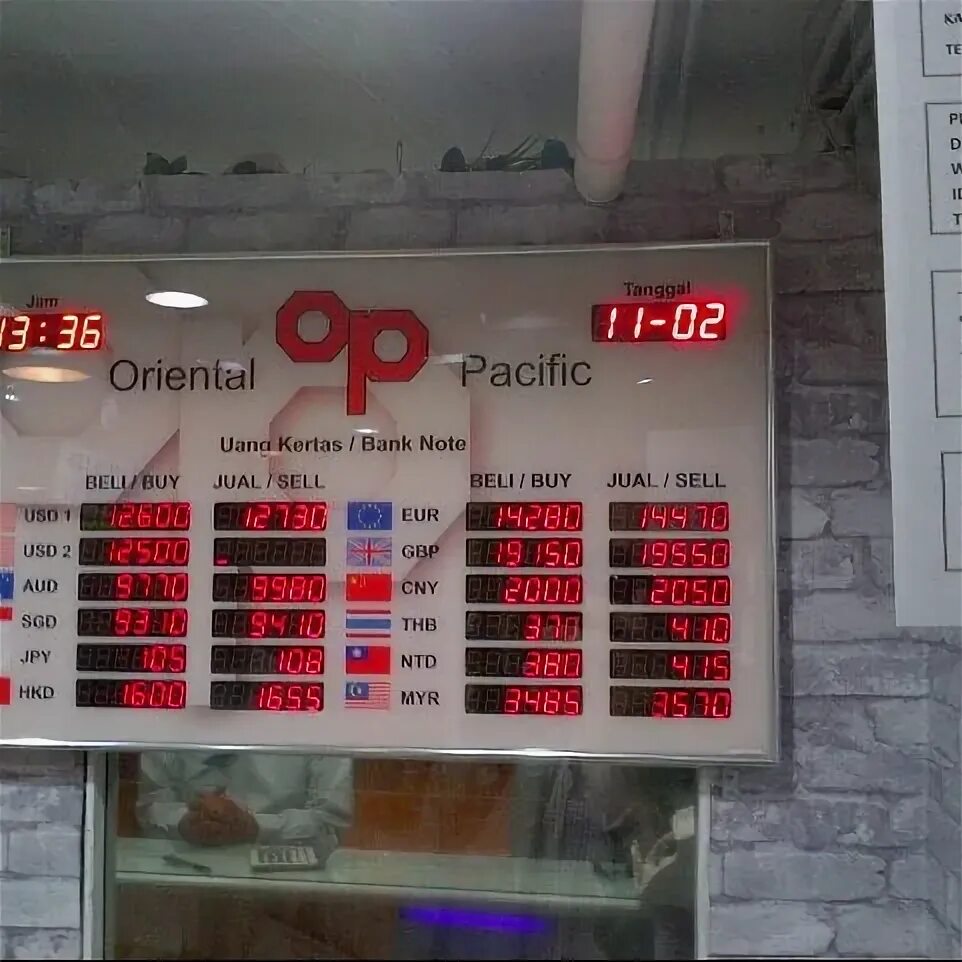 Jam
13:36
Tanggal
11-02
op
Oriental Pacific
Uang Kertas / Bank Note
BELI / BUY JUAL / SELL BELI / BUY JUAL / SELL
USD 1 12600 12730 EUR 14280 14470
USD 2 12500 - GBP 19150 19550
AUD 9770 9980 CNY 2000 2050
SGD 9310 9410 THB 370 410
JPY 105 108 NTD 380 415
HKD 1600 1655 MYR 3485 3570